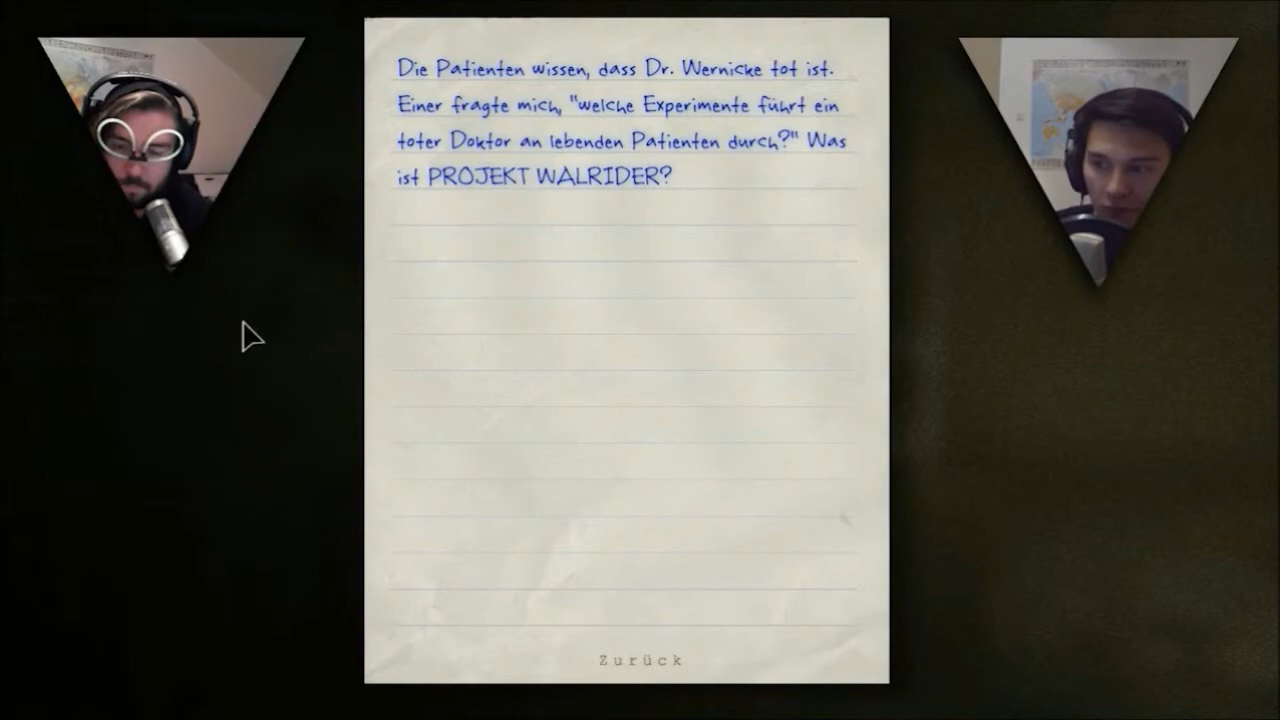 Die Patienten wissen, dass Dr. Wernicke tot ist.
Einer fragte mich, "welche Experimente führt ein
toter Doktor an lebenden Patienten durch?" Was
ist PROJEKT WALRIDER?
Zurück